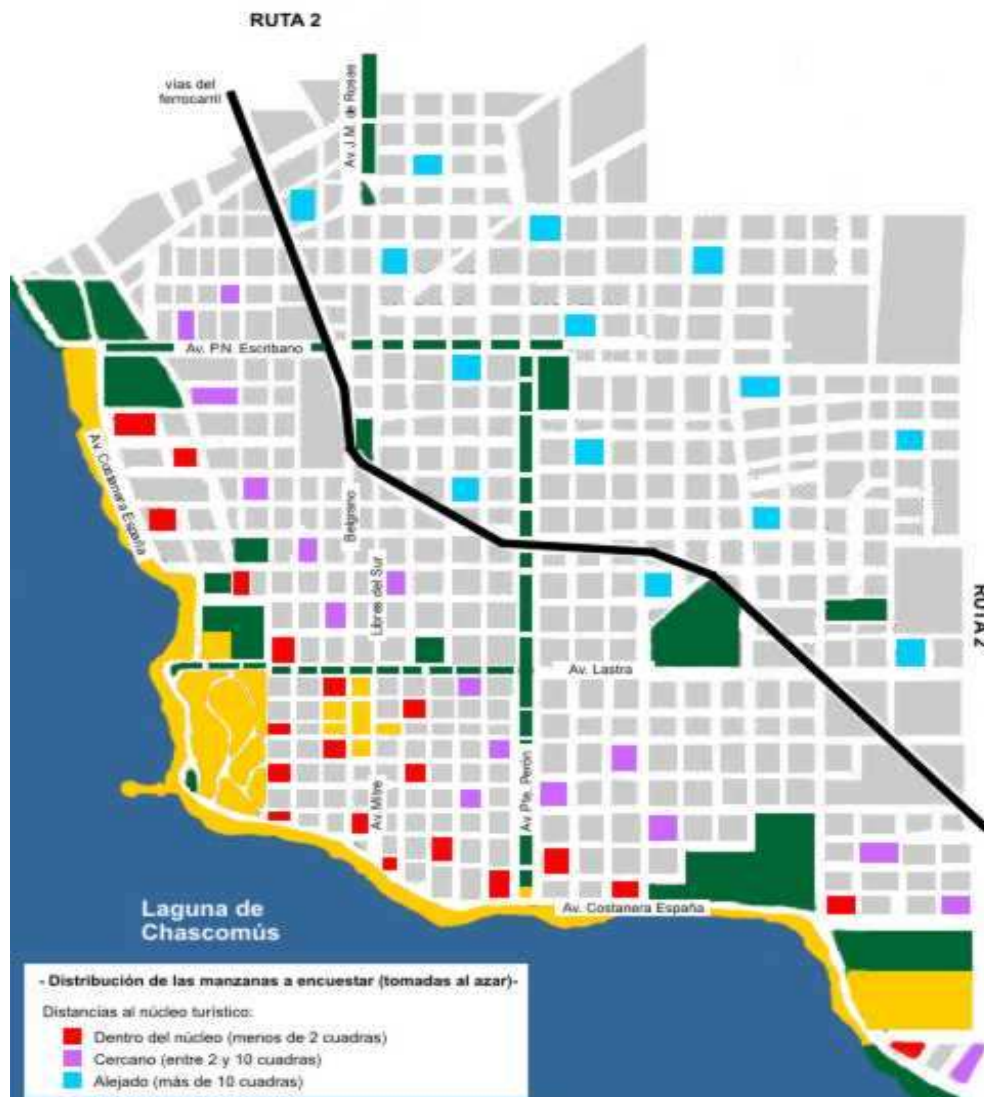 RUTA 2
vias del
ferrocarril
Av. J.M. de Rosas
Av. P.N. Escribano
Av. Costanera España
Belgrano
Libres del Sur
RUTA 2
Av. Lastra
Av. Mitre
Av. Pte. Perón
Av. Costanera España
Laguna de
Chascomús
- Distribución de las manzanas a encuestar (tomadas al azar)-
Distancias al núcleo turístico:
Dentro del núcleo (menos de 2 cuadras)
Cercano (entre 2 y 10 cuadras)
Alejado (más de 10 cuadras)